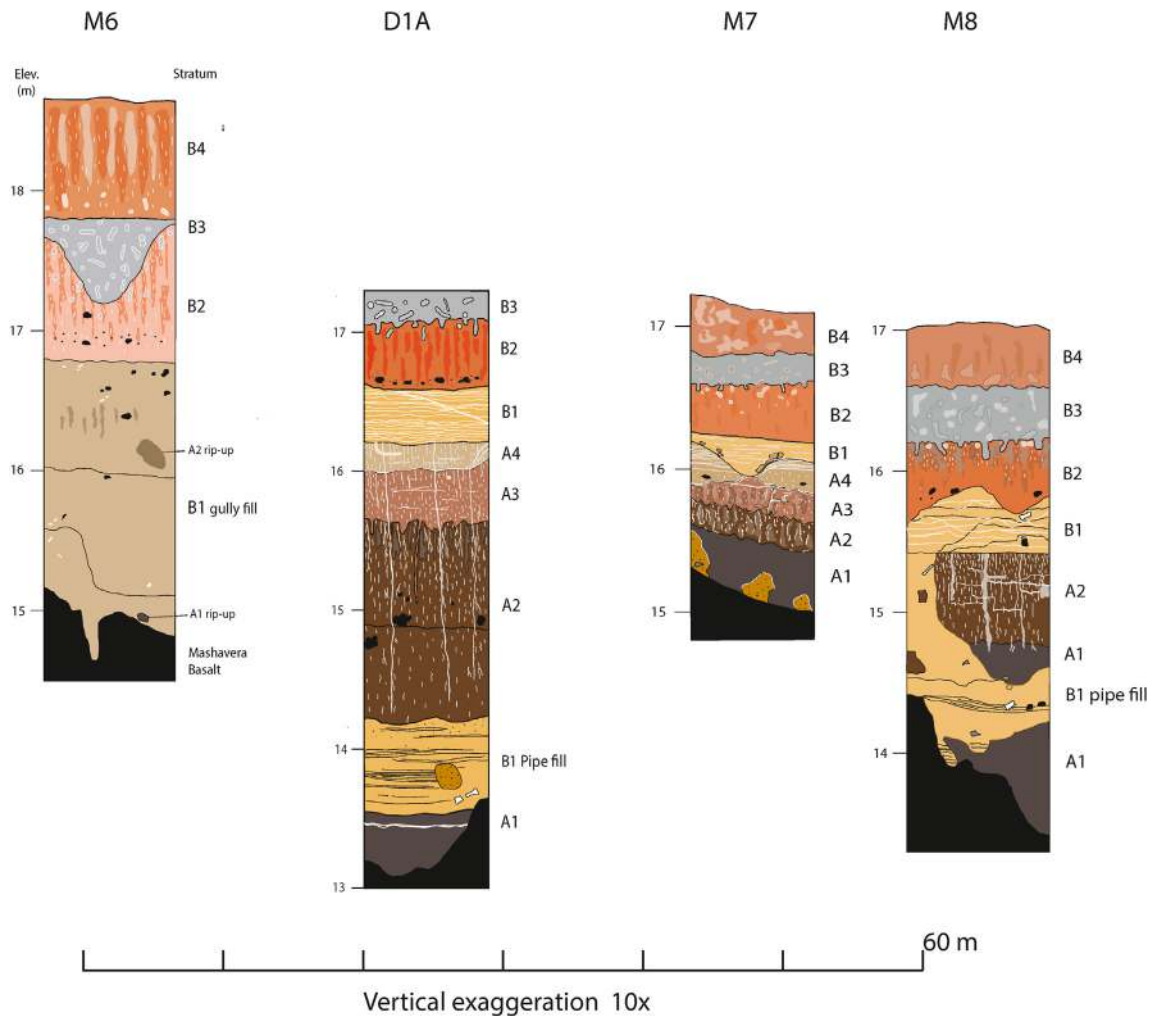 M6
D1A
M7
M8
Elev.
(m)
Stratum
B4
18
B3
B2
17
A2 rip-up
16
B1 gully fill
15
A1 rip-up
Mashavera
Basalt
B3
17
B2
B1
A4
16
A3
A2
15
14
B1 Pipe fill
A1
13
17
B4
B3
B2
B1
16
A4
A3
A2
A1
15
17
B4
B3
B2
16
B1
A2
15
A1
B1 pipe fill
14
A1
60 m
Vertical exaggeration 10x